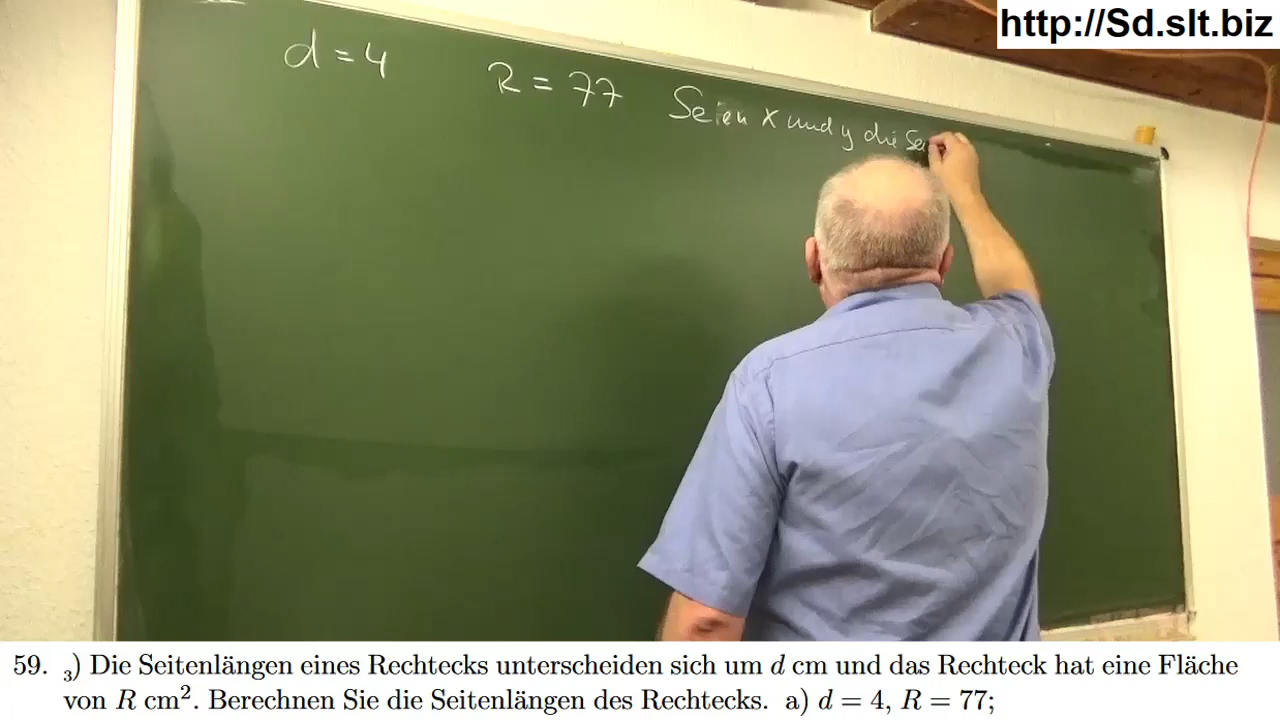 http://Sd.slt.biz
d = 4 R = 77 Seien x und y die Sei
59. ₃) Die Seitenlängen eines Rechtecks unterscheiden sich um d cm und das Rechteck hat eine Fläche
von R cm². Berechnen Sie die Seitenlängen des Rechtecks. a) d = 4, R = 77;